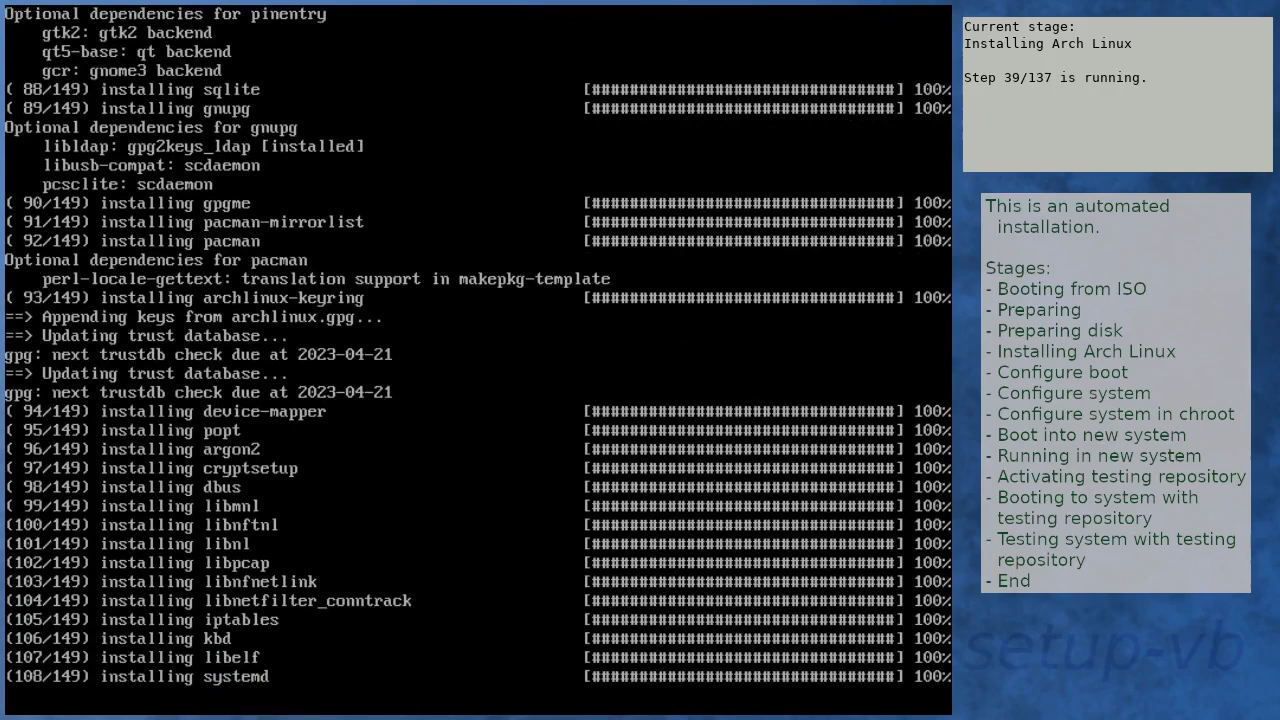 Optional dependencies for pinentry
gtk2: gtk2 backend
qt5-base: qt backend
gcr: gnome3 backend
( 88/149) installing sqlite [################################] 100%
( 89/149) installing gnupg [################################] 100%
Optional dependencies for gnupg
libldap: gpg2keys_ldap [installed]
libusb-compat: scdaemon
pcsclite: scdaemon
( 90/149) installing gpgme [################################] 100%
( 91/149) installing pacman-mirrorlist [################################] 100%
( 92/149) installing pacman [################################] 100%
Optional dependencies for pacman
perl-locale-gettext: translation support in makepkg-template
( 93/149) installing archlinux-keyring [################################] 100%
==> Appending keys from archlinux.gpg...
==> Updating trust database...
gpg: next trustdb check due at 2023-04-21
==> Updating trust database...
gpg: next trustdb check due at 2023-04-21
( 94/149) installing device-mapper [################################] 100%
( 95/149) installing popt [################################] 100%
( 96/149) installing argon2 [################################] 100%
( 97/149) installing cryptsetup [################################] 100%
( 98/149) installing dbus [################################] 100%
( 99/149) installing libmnl [################################] 100%
(100/149) installing libnftnl [################################] 100%
(101/149) installing libnl [################################] 100%
(102/149) installing libpcap [################################] 100%
(103/149) installing libnfnetlink [################################] 100%
(104/149) installing libnetfilter_conntrack [################################] 100%
(105/149) installing iptables [################################] 100%
(106/149) installing kbd [################################] 100%
(107/149) installing libelf [################################] 100%
(108/149) installing systemd [################################] 100%
Current stage:
Installing Arch Linux
Step 39/137 is running.
This is an automated
installation.
Stages:
- Booting from ISO
- Preparing
- Preparing disk
- Installing Arch Linux
- Configure boot
- Configure system
- Configure system in chroot
- Boot into new system
- Running in new system
- Activating testing repository
- Booting to system with
testing repository
- Testing system with testing
repository
- End
setup-vb